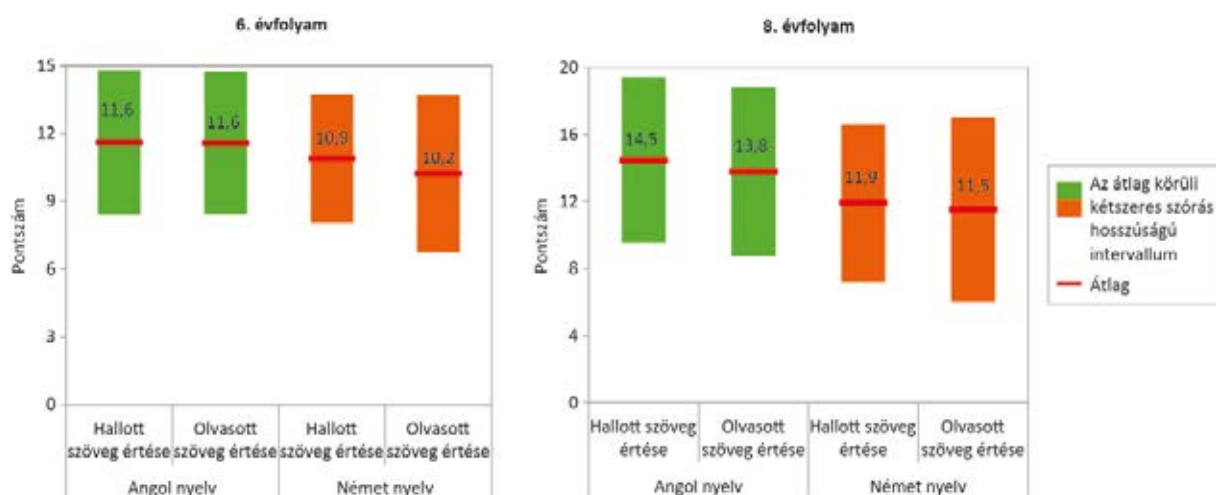 6. évfolyam
15
12
9
6
3
0
Pontszám
11,6
11,6
10,9
10,2
Hallott szöveg értése
Olvasott szöveg értése
Hallott szöveg értése
Olvasott szöveg értése
Angol nyelv
Német nyelv
8. évfolyam
20
16
12
8
4
0
Pontszám
14,5
13,8
11,9
11,5
Hallott szöveg értése
Olvasott szöveg értése
Hallott szöveg értése
Olvasott szöveg értése
Angol nyelv
Német nyelv
Az átlag körüli
kétszeres szórás
hosszúságú
intervallum
Átlag